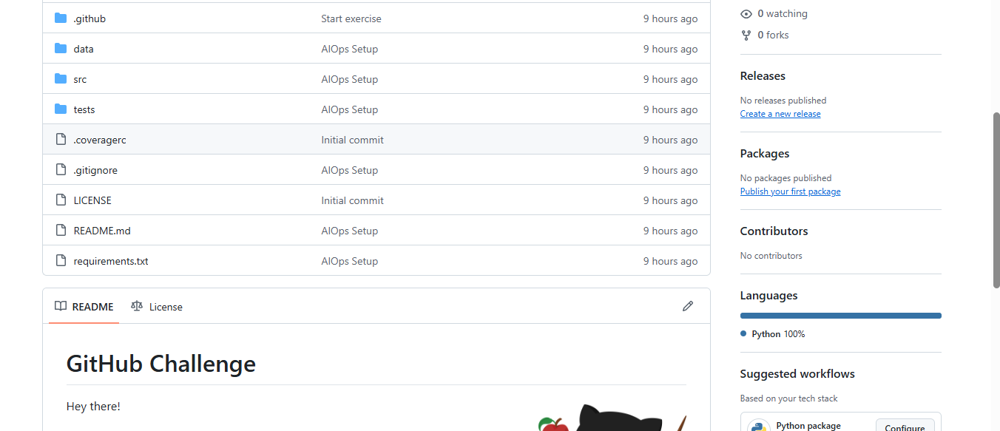 .github Start exercise 9 hours ago
data AIOps Setup 9 hours ago
src AIOps Setup 9 hours ago
tests AIOps Setup 9 hours ago
.coveragerc Initial commit 9 hours ago
.gitignore AIOps Setup 9 hours ago
LICENSE Initial commit 9 hours ago
README.md AIOps Setup 9 hours ago
requirements.txt AIOps Setup 9 hours ago
README License
GitHub Challenge
Hey there!
0 watching
0 forks
Releases
No releases published
Create a new release
Packages
No packages published
Publish your first package
Contributors
No contributors
Languages
Python 100%
Suggested workflows
Based on your tech stack
Python package Configure